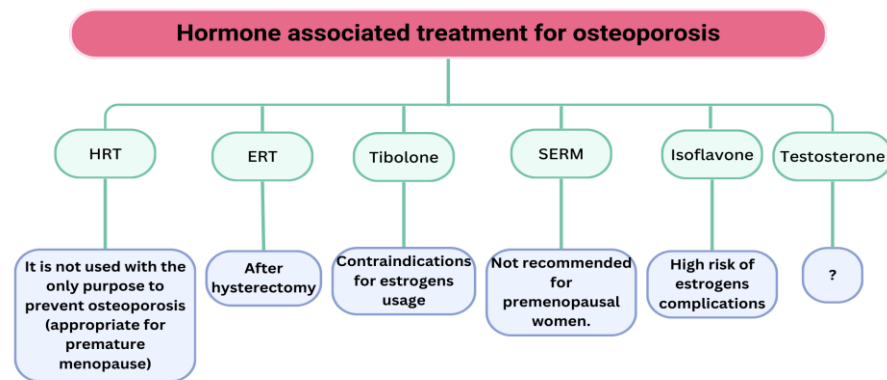 Hormone associated treatment for osteoporosis
HRT
ERT
Tibolone
SERM
Isoflavone
Testosterone
It is not used with the
only purpose to
prevent osteoporosis
(appropriate for
premature
menopause)
After
hysterectomy
Contraindications
for estrogens
usage
Not recommended
for
premenopausal
women.
High risk of
estrogens
complications
?